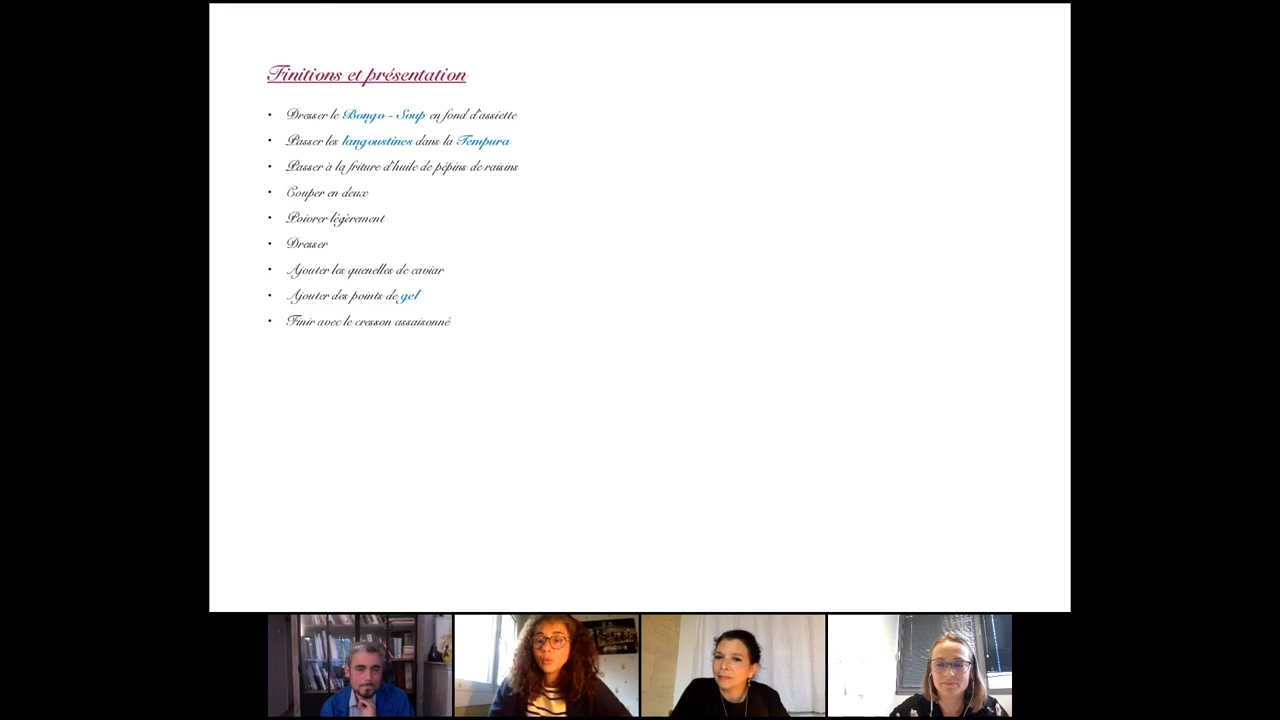 Finitions et présentation
• Dresser le Bongo - Soup en fond d'assiette
• Passer les langoustines dans la Tempura
• Passer à la friture d'huile de pépins de raisins
• Couper en deux
• Poivrer légèrement
• Dresser
• Ajouter les quenelles de caviar
• Ajouter des points de gel
• Finir avec le cresson assaisonné